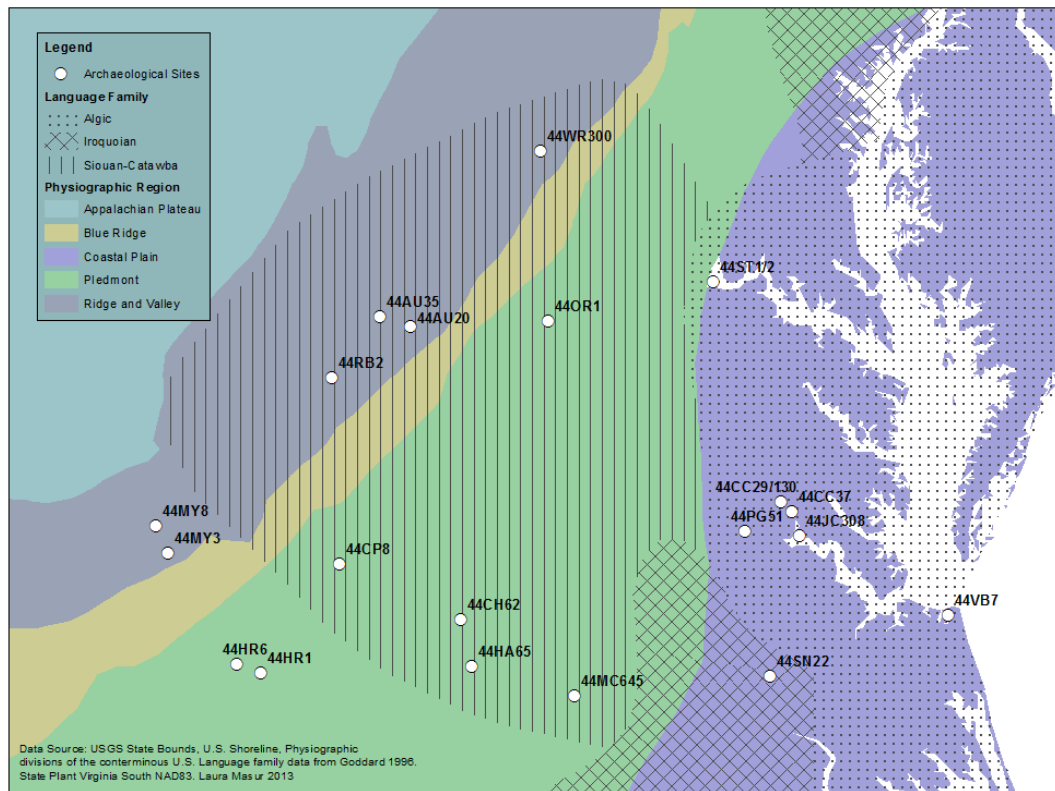 Legend
Archaeological Sites
Language Family
Algic
Iroquoian
Siouan-Catawba
Physiographic Region
Appalachian Plateau
Blue Ridge
Coastal Plain
Piedmont
Ridge and Valley
44WR300
44ST1/2
44AU35
44AU20
44OR1
44RB2
44CC29/130
44CC37
44MY8
44PG51
44JC308
44MY3
44CP8
44CH62
44VB7
44HR6
44HR1
44HA65
44SN22
44MC645
Data Source: USGS State Bounds, U.S. Shoreline, Physiographic
divisions of the conterminous U.S. Language family data from Goddard 1996.
State Plant Virginia South NAD83. Laura Masur 2013